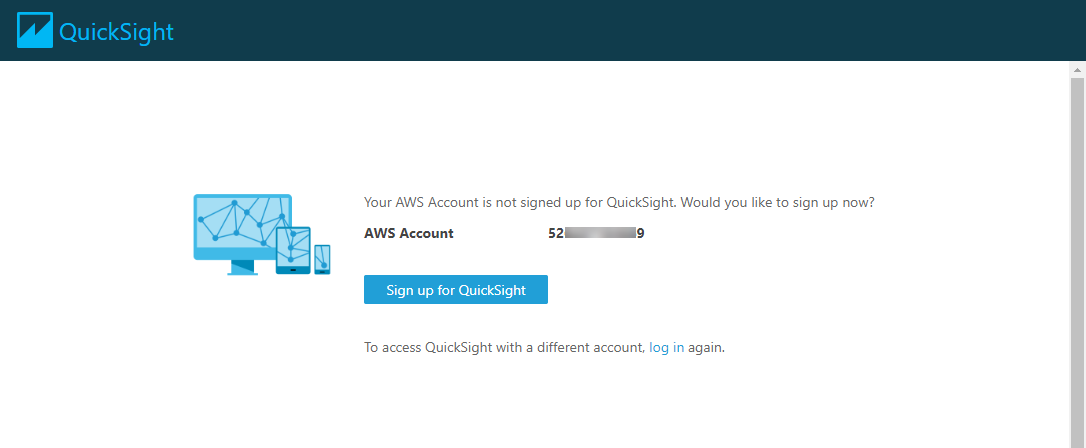 QuickSight
Your AWS Account is not signed up for QuickSight. Would you like to sign up now?
AWS Account 52 9
Sign up for QuickSight
To access QuickSight with a different account, log in again.